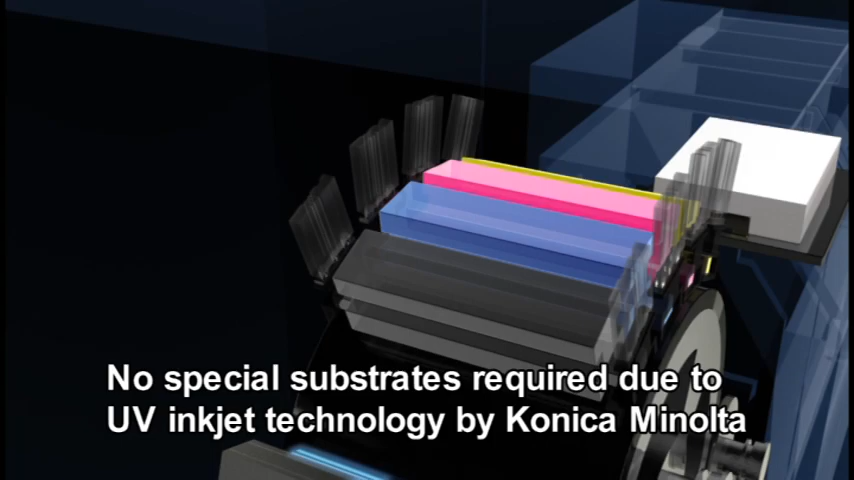 No special substrates required due to
UV inkjet technology by Konica Minolta